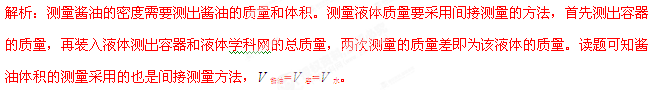 解析：测量酱油的密度需要测出酱油的质量和体积。测量液体质量要采用间接测量的方法，首先测出容器
的质量，再装入液体测出容器和液体学科网的总质量，两次测量的质量差即为该液体的质量。读题可知酱
油体积的测量采用的也是间接测量方法，V酱油=V瓶=V水。